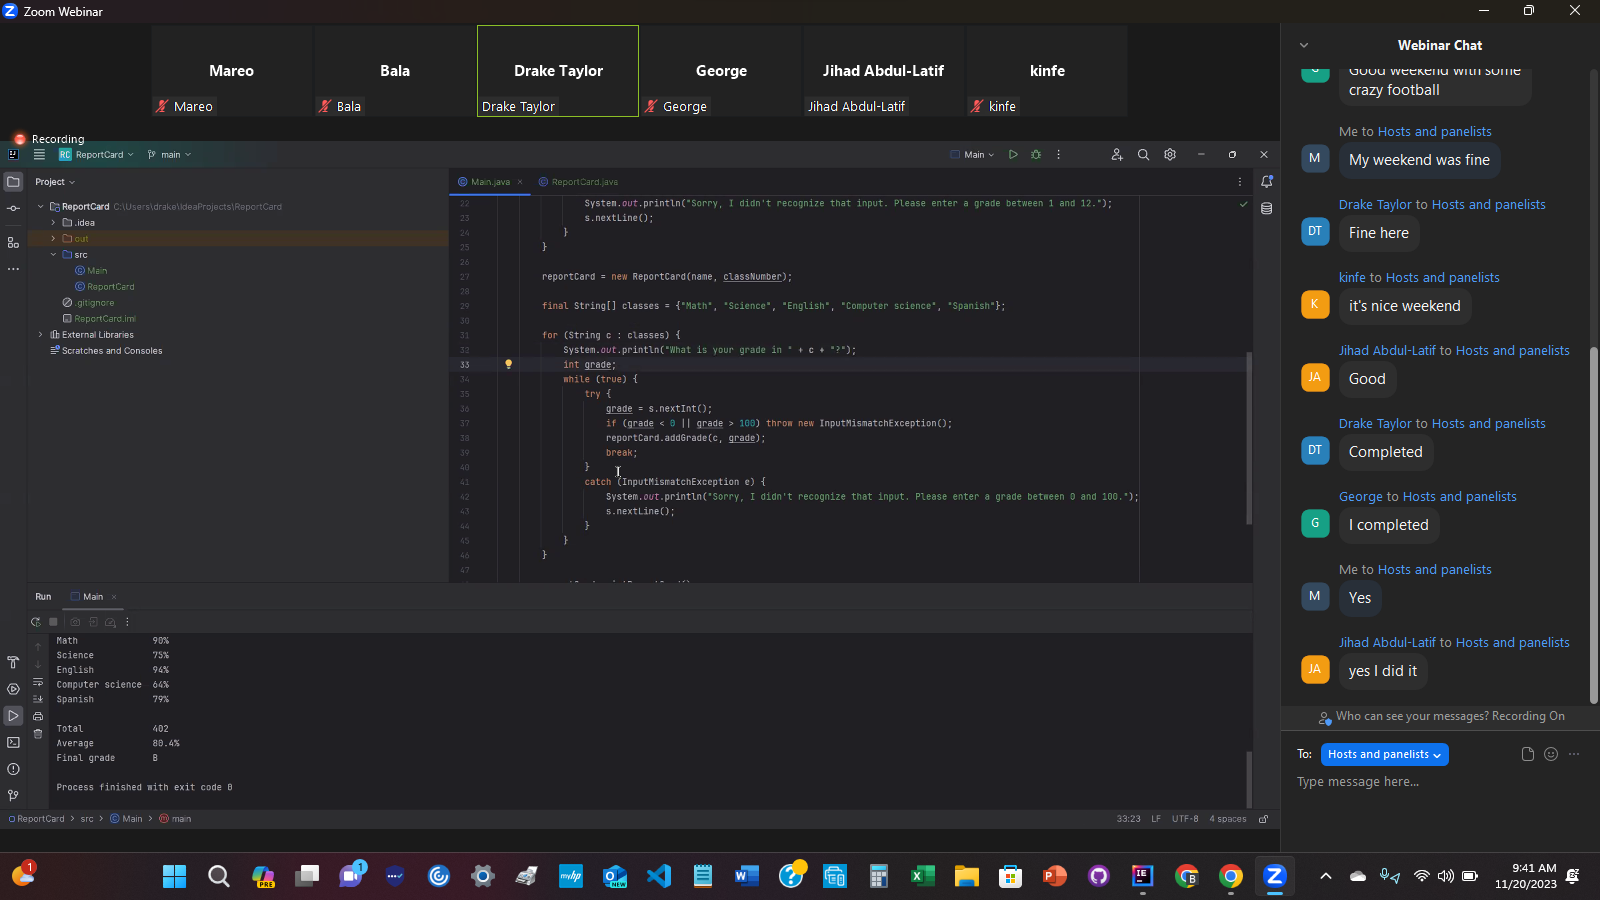 Zoom Webinar
Mareo
Bala
Drake Taylor
George
Jihad Abdul-Latif
kinfe
Mareo
Bala
Drake Taylor
George
Jihad Abdul-Latif
kinfe
Recording
RC ReportCard
main
Main
Project
ReportCard C:\Users\drake\IdeaProjects\ReportCard
.idea
out
src
Main
ReportCard
.gitignore
ReportCard.iml
External Libraries
Scratches and Consoles
Main.java
ReportCard.java
22 System.out.println("Sorry, I didn't recognize that input. Please enter a grade between 1 and 12.");
23 s.nextLine();
24 }
25 }
26
27 reportCard = new ReportCard(name, classNumber);
28
29 final String[] classes = {"Math", "Science", "English", "Computer science", "Spanish"};
30
31 for (String c : classes) {
32 System.out.println("What is your grade in " + c + "?");
33 int grade;
34 while (true) {
35 try {
36 grade = s.nextInt();
37 if (grade < 0 || grade > 100) throw new InputMismatchException();
38 reportCard.addGrade(c, grade);
39 break;
40 }
41 catch (InputMismatchException e) {
42 System.out.println("Sorry, I didn't recognize that input. Please enter a grade between 0 and 100.");
43 s.nextLine();
44 }
45 }
46 }
47
Run
Main
Math 90%
Science 75%
English 94%
Computer science 64%
Spanish 79%
Total 402
Average 80.4%
Final grade B
Process finished with exit code 0
ReportCard > src > Main > main
33:23 LF UTF-8 4 spaces
Webinar Chat
G
Good weekend with some
crazy football
Me to Hosts and panelists
M
My weekend was fine
Drake Taylor to Hosts and panelists
DT
Fine here
kinfe to Hosts and panelists
K
it's nice weekend
Jihad Abdul-Latif to Hosts and panelists
JA
Good
Drake Taylor to Hosts and panelists
DT
Completed
George to Hosts and panelists
G
I completed
Me to Hosts and panelists
M
Yes
Jihad Abdul-Latif to Hosts and panelists
JA
yes I did it
Who can see your messages? Recording On
To: Hosts and panelists
Type message here...
1
PRE
1
NEW
9:41 AM
11/20/2023